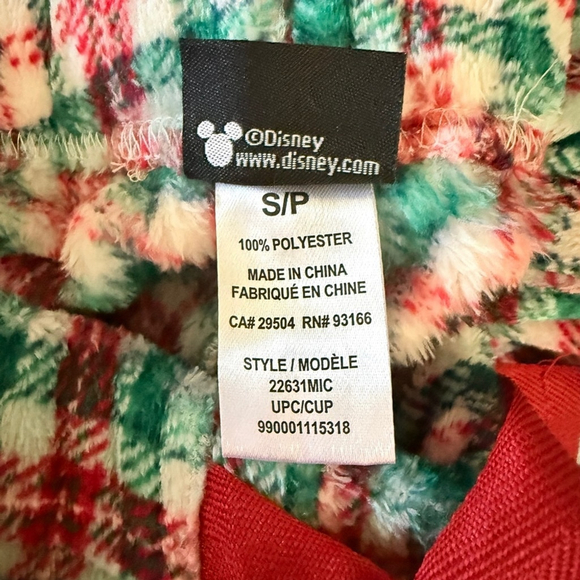 ©Disney
www.disney.com
S/P
100% POLYESTER
MADE IN CHINA
FABRIQUÉ EN CHINE
CA# 29504 RN# 93166
STYLE / MODÈLE
22631MIC
UPC/CUP
990001115318